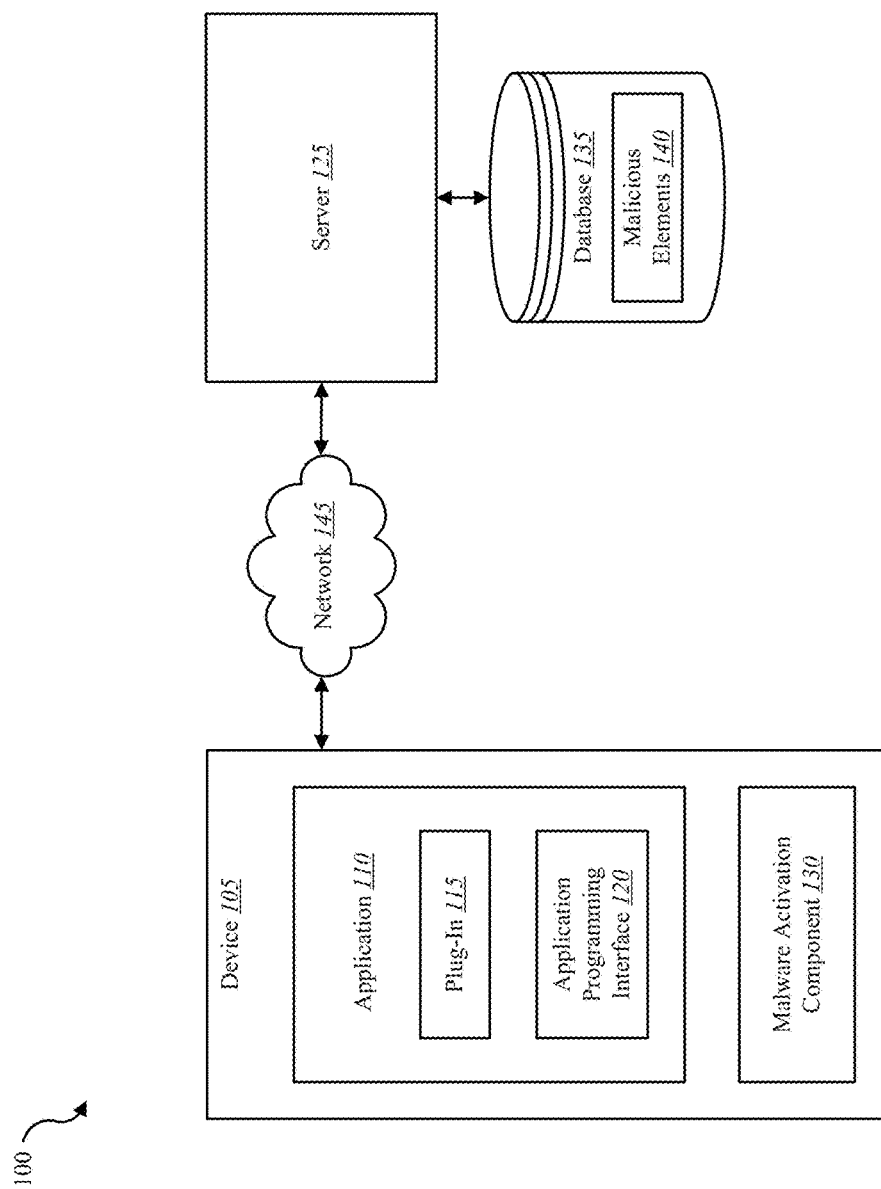 100
Device 105
Application 110
Plug-In 115
Application
Programming
Interface 120
Malware Activation
Component 130
Network 145
Server 125
Database 135
Malicious
Elements 140